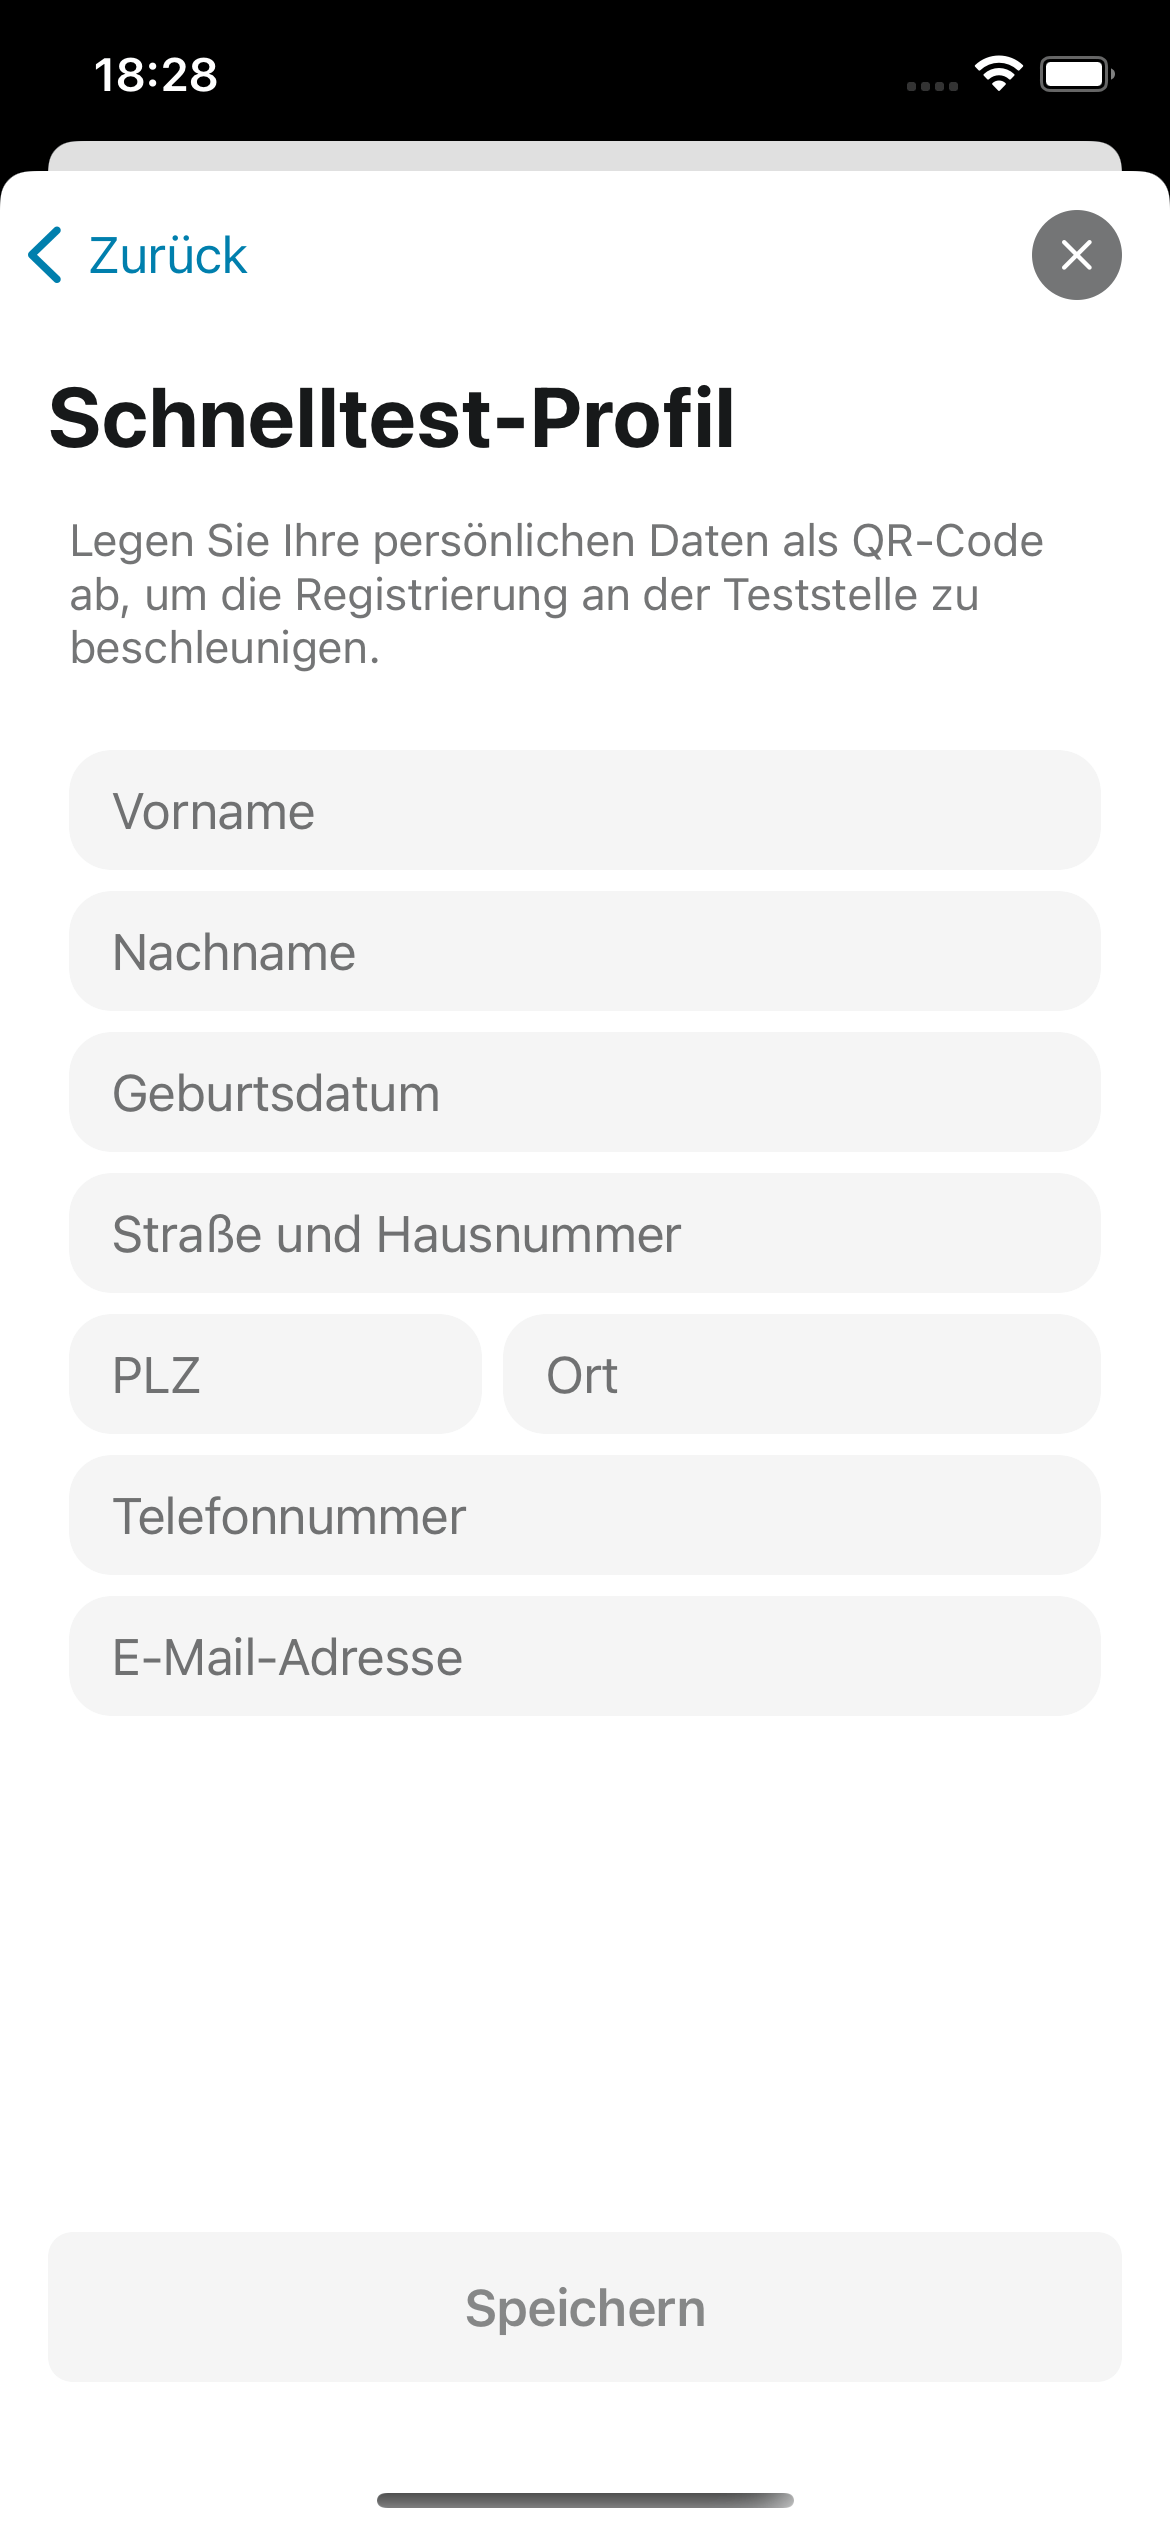 18:28
Zurück
Schnelltest-Profil
Legen Sie Ihre persönlichen Daten als QR-Code
ab, um die Registrierung an der Teststelle zu
beschleunigen.
Vorname
Nachname
Geburtsdatum
Straße und Hausnummer
PLZ Ort
Telefonnummer
E-Mail-Adresse
Speichern